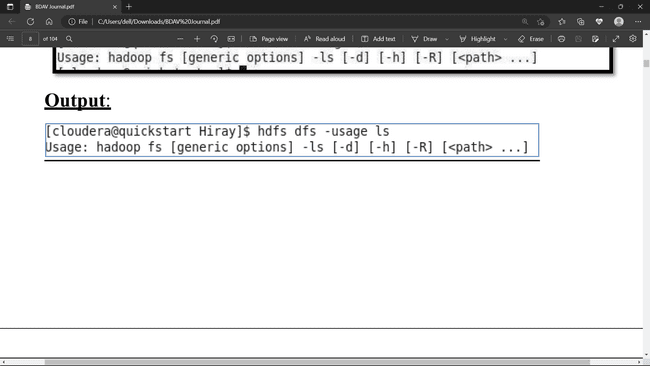 BDAV Journal.pdf
File | C:/Users/dell/Downloads/BDAV%20Journal.pdf
8 of 104 Page view Read aloud Add text Draw Highlight Erase
Usage: hadoop fs [generic options] -ls [-d] [-h] [-R] [<path> ...]
Output:
[cloudera@quickstart Hiray]$ hdfs dfs -usage ls
Usage: hadoop fs [generic options] -ls [-d] [-h] [-R] [<path> ...]